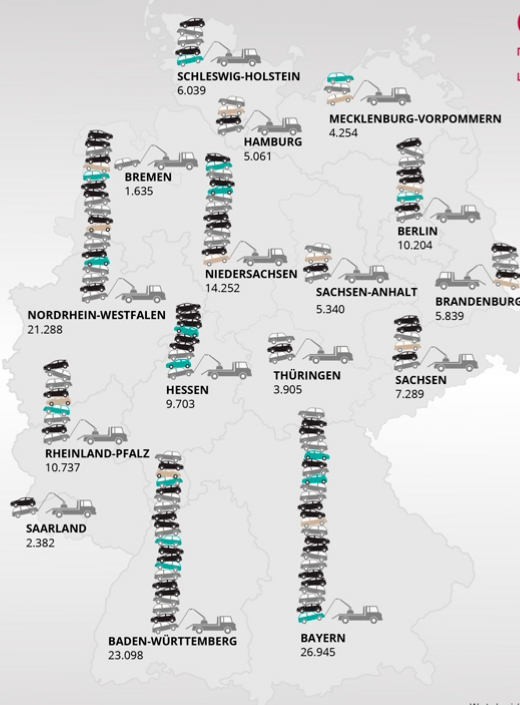 SCHLESWIG-HOLSTEIN
6.039
MECKLENBURG-VORPOMMERN
4.254
HAMBURG
5.061
BREMEN
1.635
BERLIN
10.204
NIEDERSACHSEN
14.252
SACHSEN-ANHALT
5.340
BRANDENBURG
5.839
NORDRHEIN-WESTFALEN
21.288
HESSEN
9.703
THÜRINGEN
3.905
SACHSEN
7.289
RHEINLAND-PFALZ
10.737
SAARLAND
2.382
BADEN-WÜRTTEMBERG
23.098
BAYERN
26.945